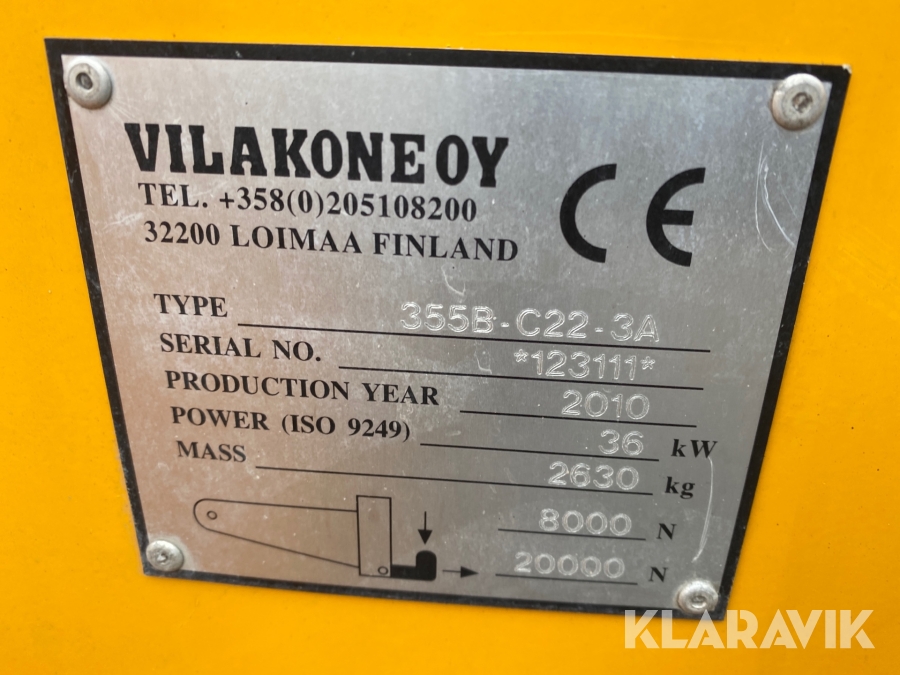 VILAKONE OY
TEL. +358(0)205108200
32200 LOIMAA FINLAND
CE
TYPE 355B-C22-3A
SERIAL NO. *123111*
PRODUCTION YEAR 2010
POWER (ISO 9249) 36 kW
MASS 2630 kg
8000 N
20000 N
KLARAVIK